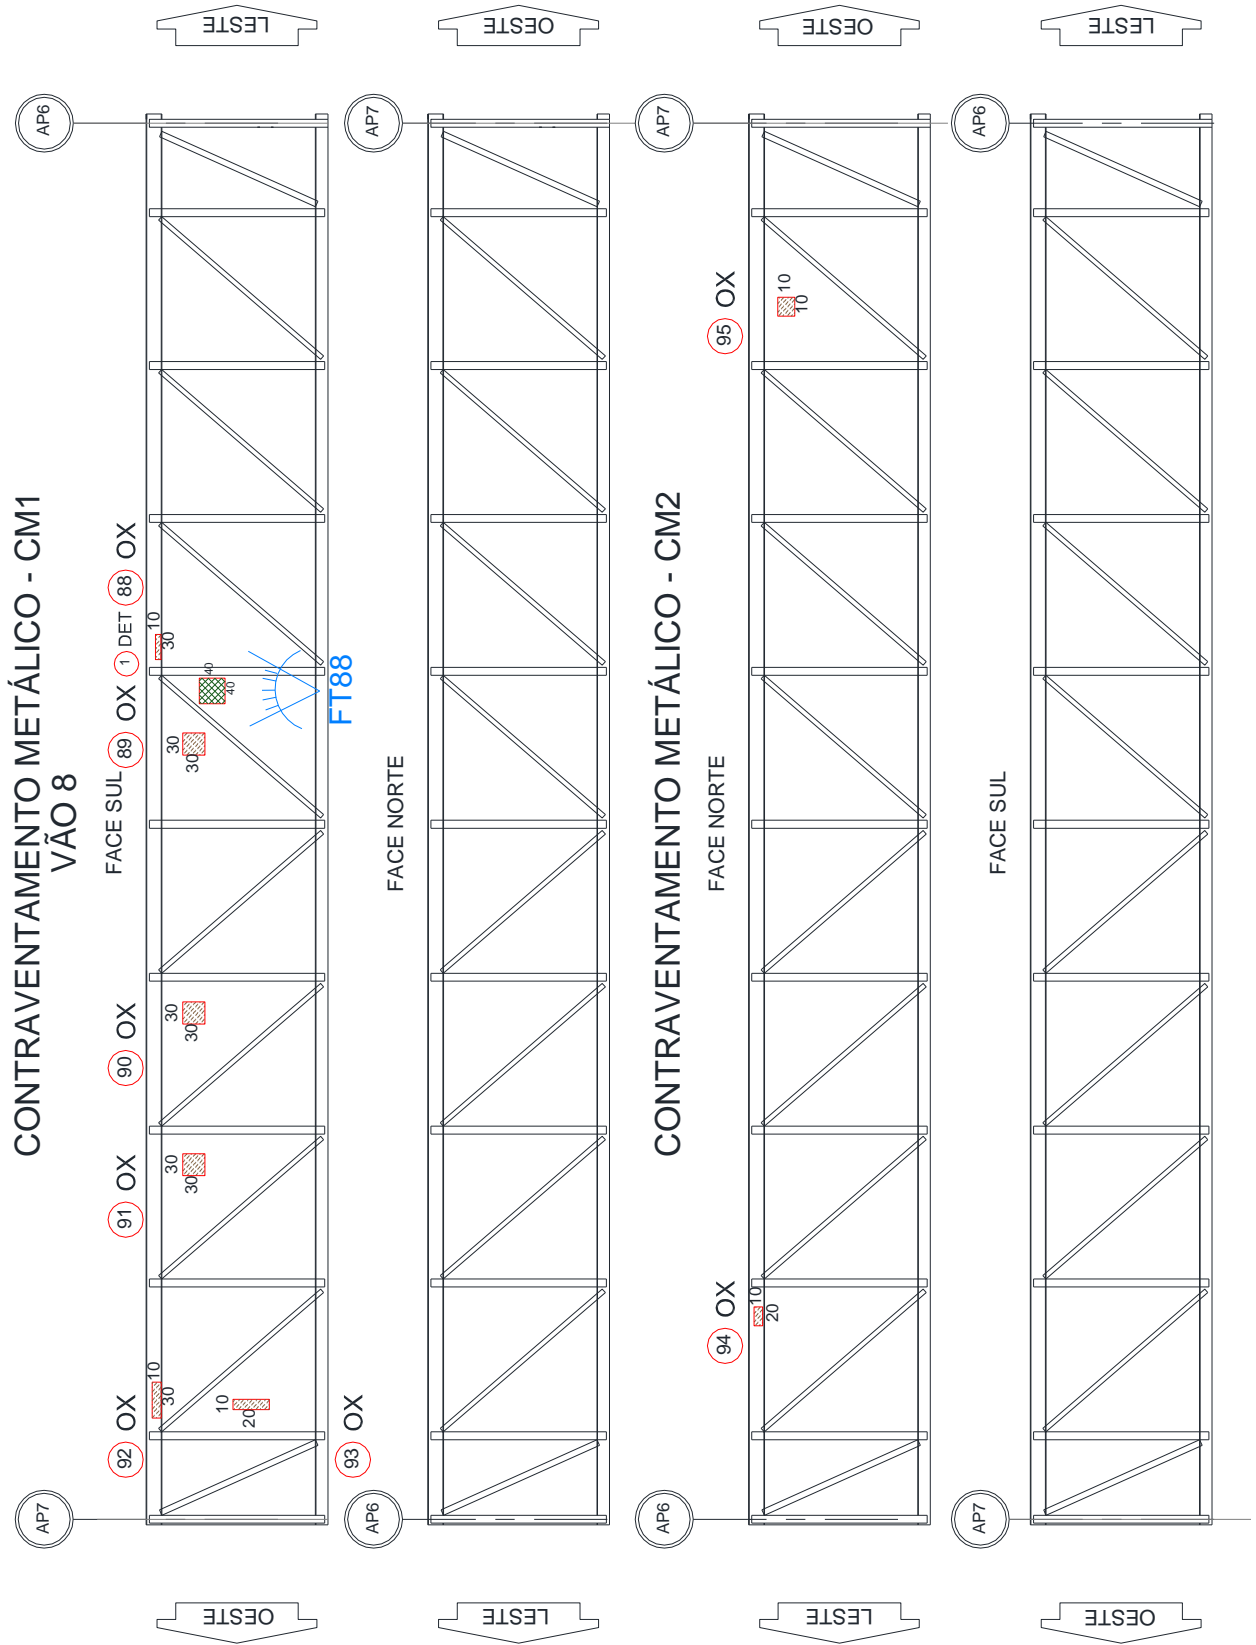 CONTRAVENTAMENTO METÁLICO - CM1
VÃO 8
FACE SUL
AP7
AP6
92 OX
91 OX
90 OX
89 OX
1 DET
88 OX
10
30
10
20
30
30
30
30
30
30
40
40
10
30
FT88
93 OX
OESTE
LESTE
FACE NORTE
AP6
AP7
LESTE
OESTE
CONTRAVENTAMENTO METÁLICO - CM2
FACE NORTE
AP6
AP7
94 OX
95 OX
10
20
10
10
LESTE
OESTE
FACE SUL
AP7
AP6
OESTE
LESTE